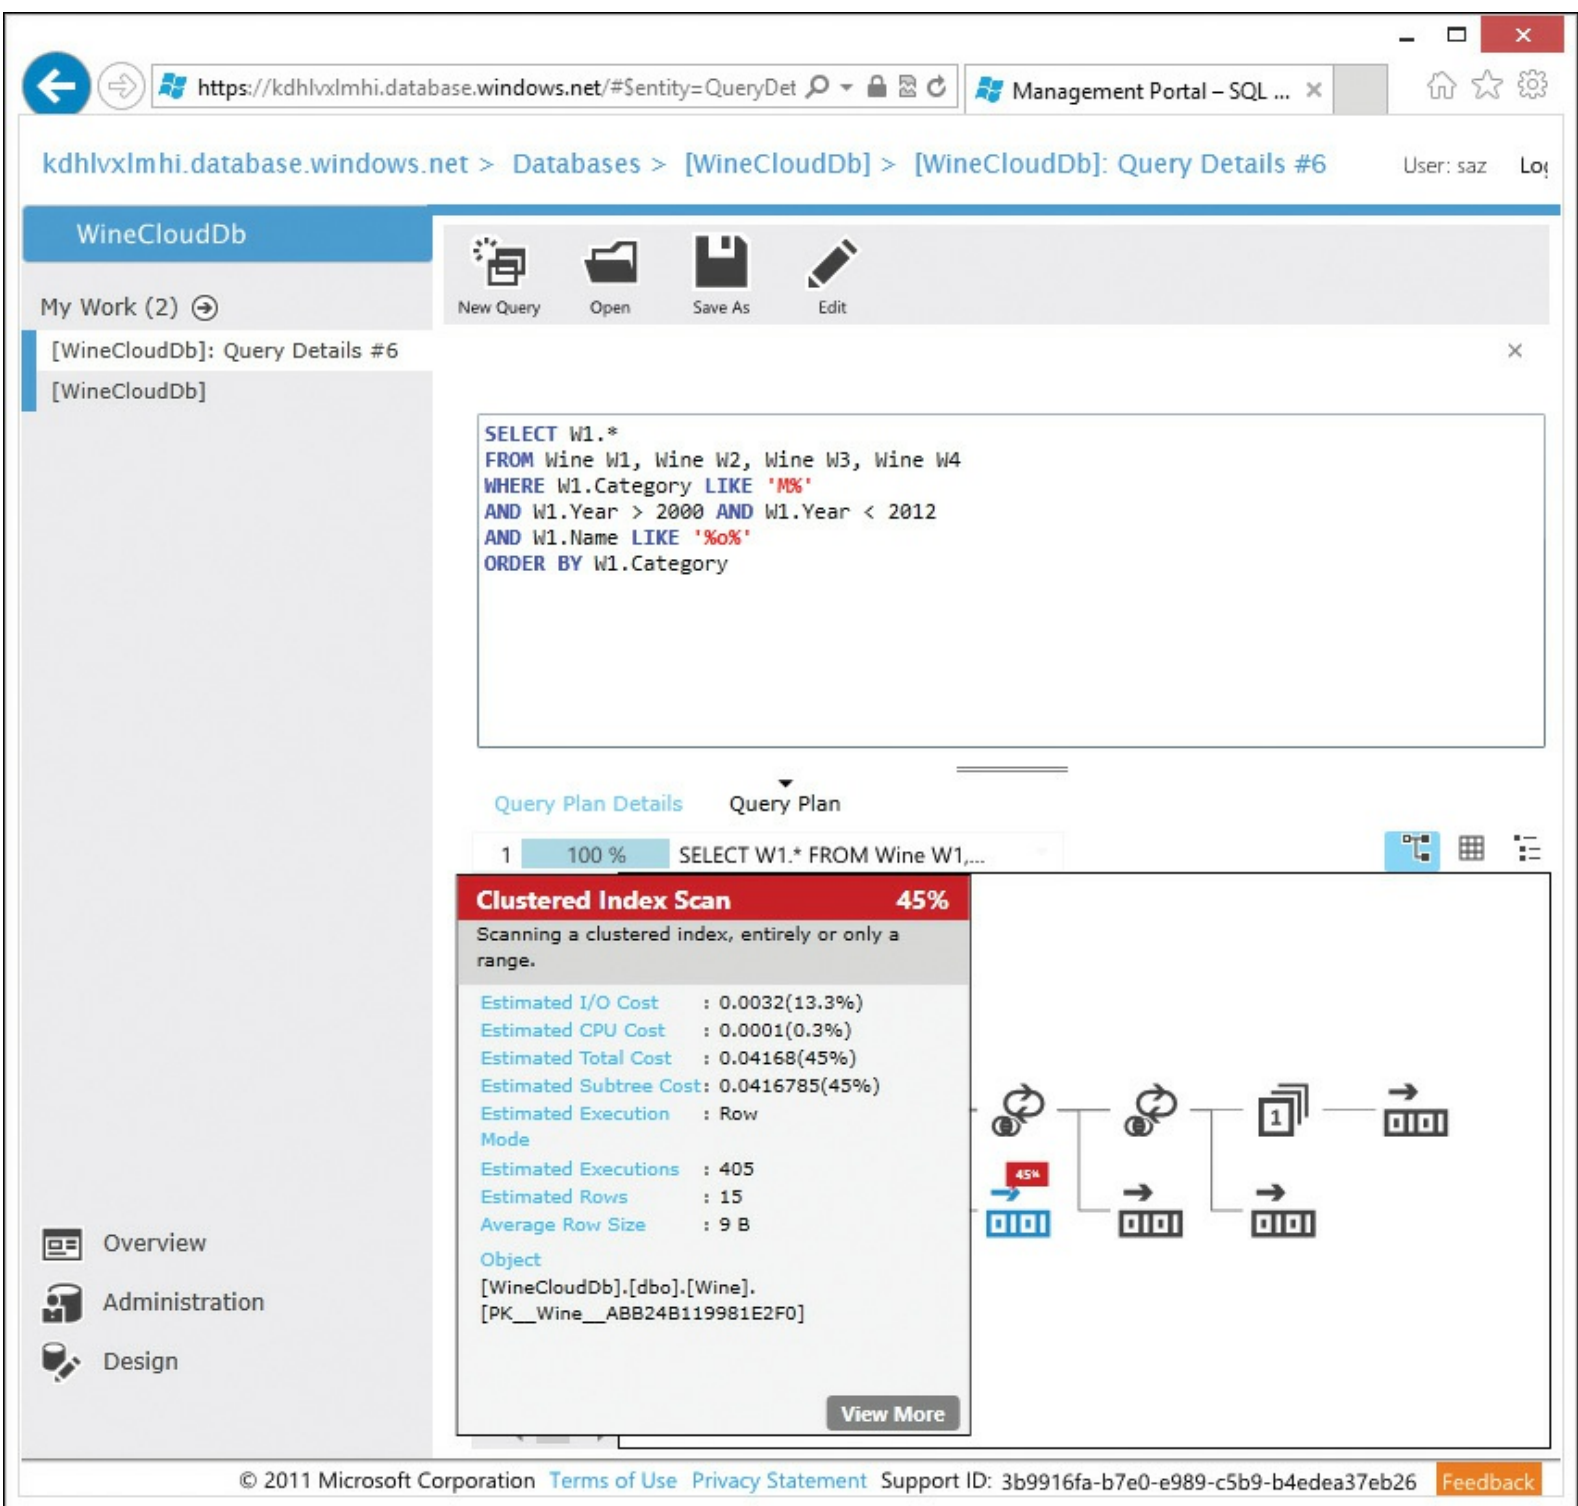 https://kdhlvxlmhi.database.windows.net/#$entity=QueryDet
Management Portal – SQL ...
kdhlvxlmhi.database.windows.net > Databases > [WineCloudDb] > [WineCloudDb]: Query Details #6
User: saz
WineCloudDb
New Query Open Save As Edit
My Work (2)
[WineCloudDb]: Query Details #6
[WineCloudDb]
SELECT W1.*
FROM Wine W1, Wine W2, Wine W3, Wine W4
WHERE W1.Category LIKE 'M%'
AND W1.Year > 2000 AND W1.Year < 2012
AND W1.Name LIKE '%o%'
ORDER BY W1.Category
Query Plan Details Query Plan
1 100 % SELECT W1.* FROM Wine W1,...
Clustered Index Scan 45%
Scanning a clustered index, entirely or only a
range.
Estimated I/O Cost : 0.0032(13.3%)
Estimated CPU Cost : 0.0001(0.3%)
Estimated Total Cost : 0.04168(45%)
Estimated Subtree Cost: 0.0416785(45%)
Estimated Execution : Row
Mode
Estimated Executions : 405
Estimated Rows : 15
Average Row Size : 9 B
Object
[WineCloudDb].[dbo].[Wine].
[PK__Wine__ABB24B119981E2F0]
View More
1
45%
Overview
Administration
Design
© 2011 Microsoft Corporation Terms of Use Privacy Statement Support ID: 3b9916fa-b7e0-e989-c5b9-b4edea37eb26 Feedback